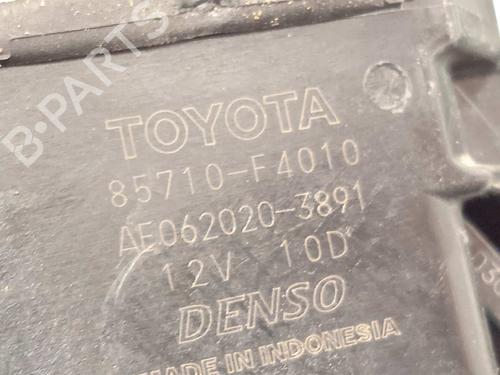 B-PARTS
TOYOTA
85710-F4010
AE062020-3891
12V 10D
DENSO
MADE IN INDONESIA